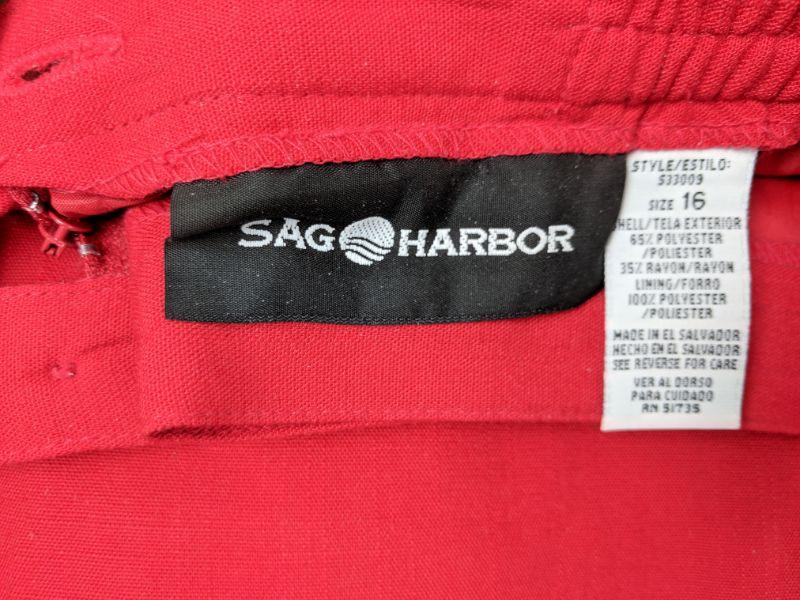 SAG HARBOR
STYLE/ESTILO:
S33009
SIZE 16
HELL/TELA EXTERIOR
65% POLYESTER
/POLIESTER
35% RAYON/RAYON
LINING/FORRO
100% POLYESTER
/POLIESTER
MADE IN EL SALVADOR
HECHO EN EL SALVADOR
SEE REVERSE FOR CARE
VER AL DORSO
PARA CUIDADO
RN 51735